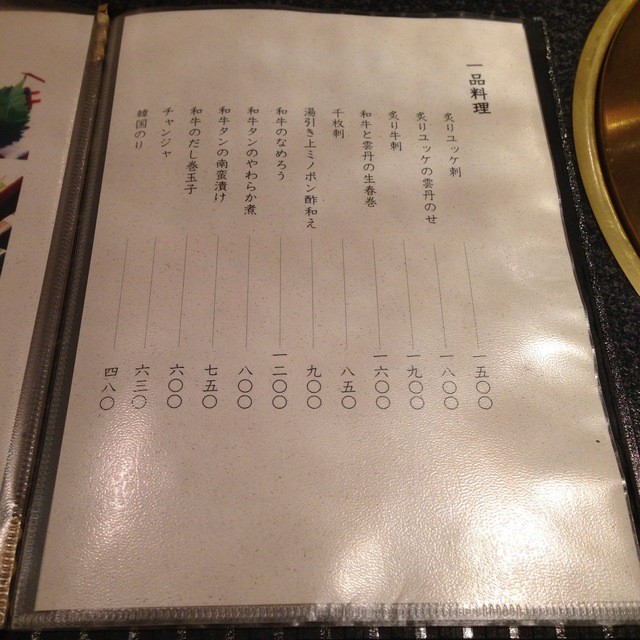 一品料理
炙りユッケ刺 一五〇〇
炙りユッケの雲丹のせ 一八〇〇
炙り牛刺 一九〇〇
和牛と雲丹の生春巻 一六〇〇
千枚刺 八五〇
湯引き上ミノポン酢和え 九〇〇
和牛のなめろう 一二〇〇
和牛タンのやわらか煮 八〇〇
和牛タンの南蛮漬け 七五〇
和牛のだし巻玉子 六〇〇
チャンジャ 六三〇
韓国のり 四八〇